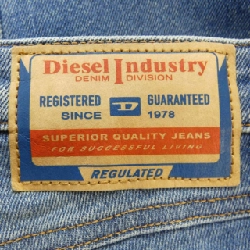 Diesel Industry
DENIM DIVISION
REGISTERED D GUARANTEED
SINCE 1978
SUPERIOR QUALITY JEANS
FOR SUCCESSFUL LIVING
REGULATED